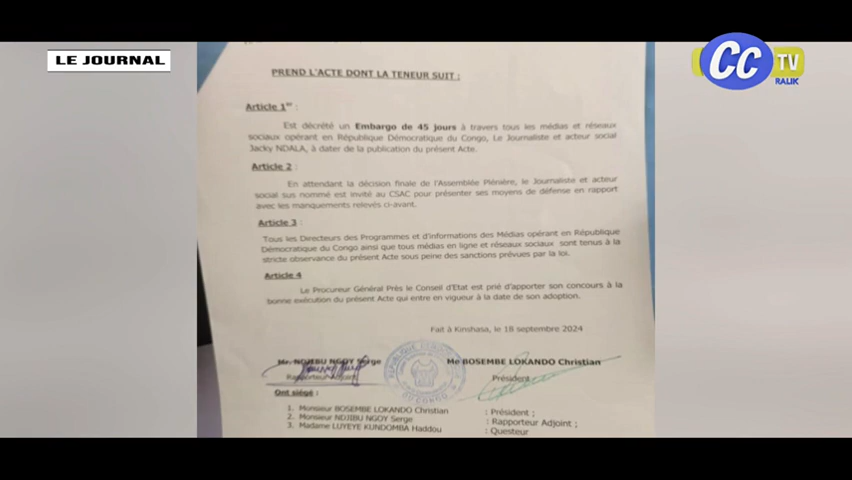 LE JOURNAL
CC TV
RALIK
PREND L'ACTE DONT LA TENEUR SUIT :
Article 1er :
Est décrété un Embargo de 45 jours à travers tous les médias et réseaux
sociaux opérant en République Démocratique du Congo, Le Journaliste et acteur social
Jacky NDALA, à dater de la publication du présent Acte.
Article 2 :
En attendant la décision finale de l'Assemblée Plénière, le Journaliste et acteur
social sus nommé est invité au CSAC pour présenter ses moyens de défense en rapport
avec les manquements relevés ci-avant.
Article 3 :
Tous les Directeurs des Programmes et d'informations des Médias opérant en République
Démocratique du Congo ainsi que tous médias en ligne et réseaux sociaux sont tenus à la
stricte observance du présent Acte sous peine des sanctions prévues par la loi.
Article 4
Le Procureur Général Près le Conseil d'Etat est prié d'apporter son concours à la
bonne exécution du présent Acte qui entre en vigueur à la date de son adoption.
Fait à Kinshasa, le 18 septembre 2024
Mr. NDJIBU NGOY Serge
Me BOSEMBE LOKANDO Christian
Rapporteur Adjoint
Président
Ont siégé :
1. Monsieur BOSEMBE LOKANDO Christian : Président ;
2. Monsieur NDJIBU NGOY Serge : Rapporteur Adjoint ;
3. Madame LUYEYE KUNDOMBA Haddou : Questeur